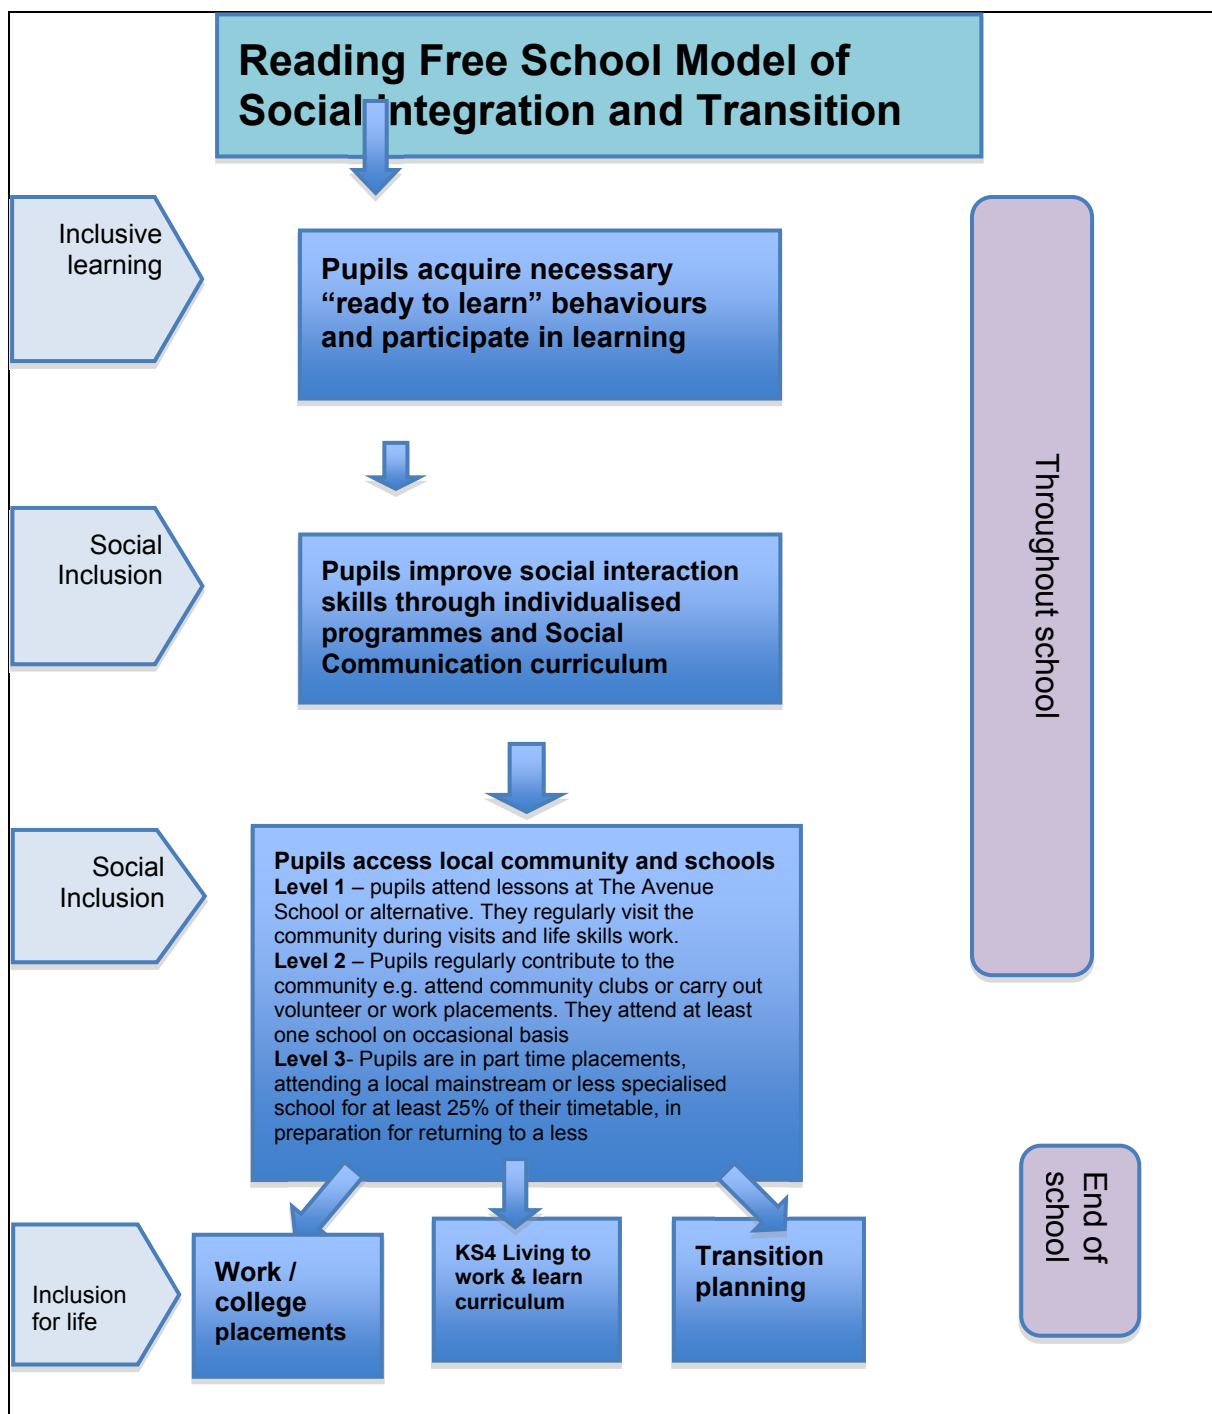 Reading Free School Model of
Social Integration and Transition
Inclusive
learning
Pupils acquire necessary
“ready to learn” behaviours
and participate in learning
Throughout school
Social
Inclusion
Pupils improve social interaction
skills through individualised
programmes and Social
Communication curriculum
Social
Inclusion
Pupils access local community and schools
Level 1 – pupils attend lessons at The Avenue
School or alternative. They regularly visit the
community during visits and life skills work.
Level 2 – Pupils regularly contribute to the
community e.g. attend community clubs or carry out
volunteer or work placements. They attend at least
one school on occasional basis
Level 3- Pupils are in part time placements,
attending a local mainstream or less specialised
school for at least 25% of their timetable, in
preparation for returning to a less
End of
school
Inclusion
for life
Work /
college
placements
KS4 Living to
work & learn
curriculum
Transition
planning